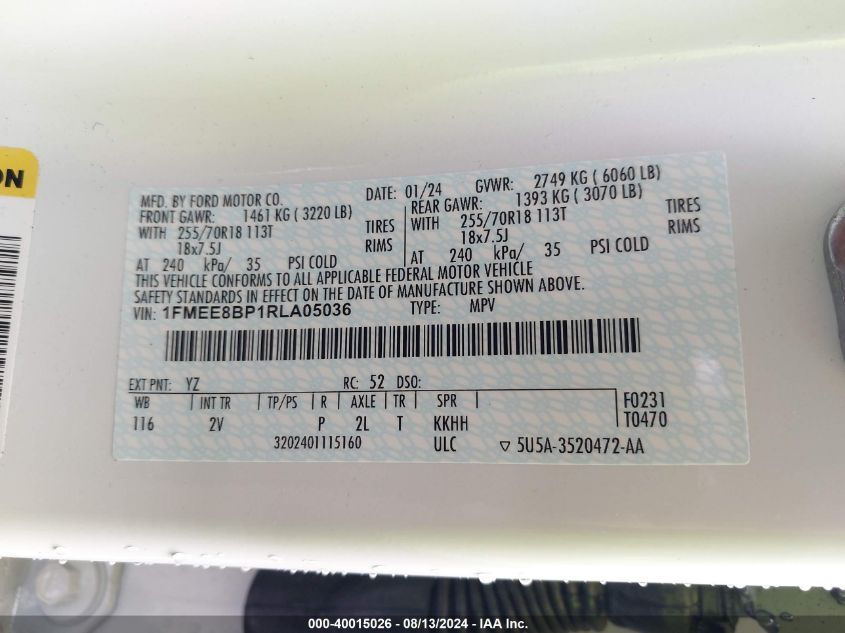 ON
MFD. BY FORD MOTOR CO. DATE: 01/24 GVWR: 2749 KG ( 6060 LB)
FRONT GAWR: 1461 KG ( 3220 LB) REAR GAWR: 1393 KG ( 3070 LB)
WITH 255/70R18 113T TIRES WITH 255/70R18 113T TIRES
18x7.5J RIMS 18x7.5J RIMS
AT 240 kPa/ 35 PSI COLD AT 240 kPa/ 35 PSI COLD
THIS VEHICLE CONFORMS TO ALL APPLICABLE FEDERAL MOTOR VEHICLE
SAFETY STANDARDS IN EFFECT ON THE DATE OF MANUFACTURE SHOWN ABOVE.
VIN: 1FMEE8BP1RLA05036 TYPE: MPV
EXT PNT: YZ RC: 52 DSO:
WB INT TR TP/PS R AXLE TR SPR F0231
116 2V P 2L T KKHH T0470
3202401115160 ULC ▽ 5U5A-3520472-AA
000-40015026 - 08/13/2024 - IAA Inc.